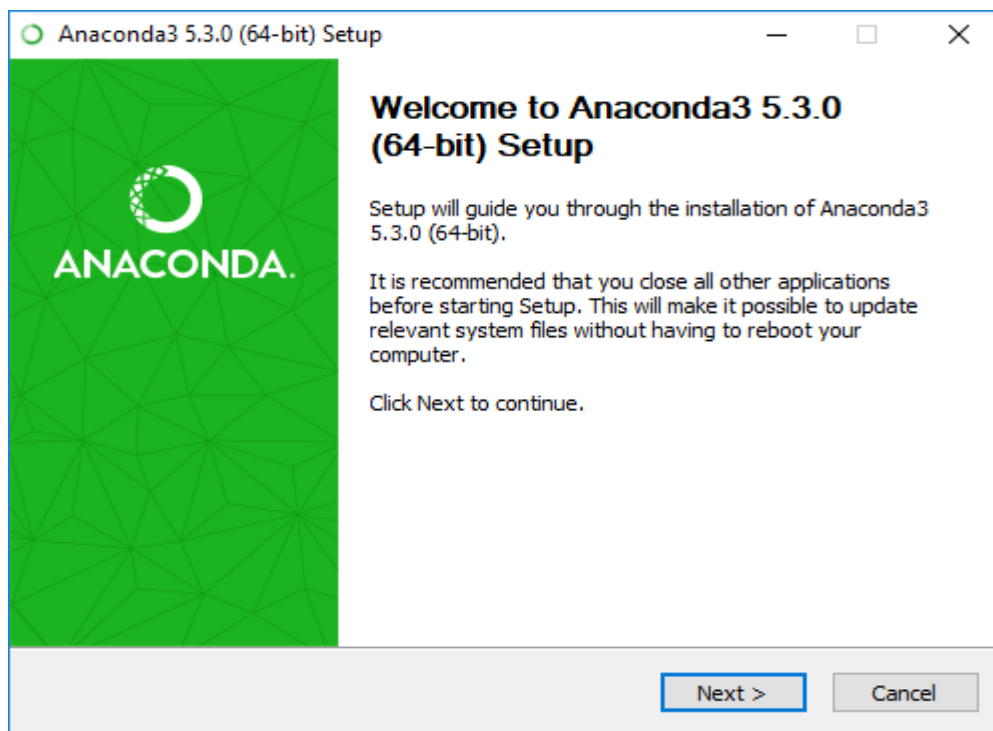 Anaconda3 5.3.0 (64-bit) Setup
ANACONDA.
Welcome to Anaconda3 5.3.0
(64-bit) Setup
Setup will guide you through the installation of Anaconda3
5.3.0 (64-bit).
It is recommended that you close all other applications
before starting Setup. This will make it possible to update
relevant system files without having to reboot your
computer.
Click Next to continue.
Next >
Cancel